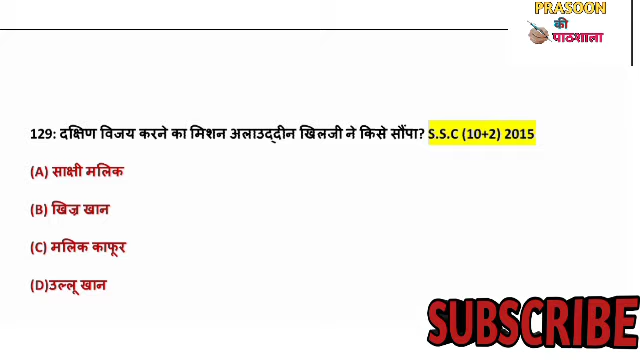 PRASOON
की
पाठशाला
129: दक्षिण विजय करने का मिशन अलाउद्दीन खिलजी ने किसे सौंपा? S.S.C (10+2) 2015
(A) साक्षी मलिक
(B) खिज्र खान
(C) मलिक काफूर
(D)उल्लू खान
SUBSCRIBE